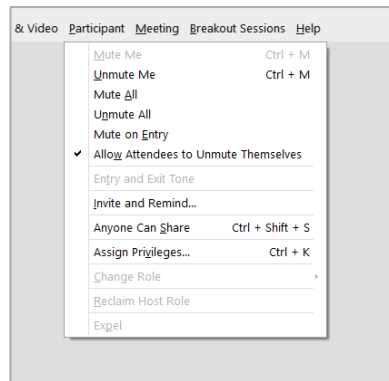 & Video Participant Meeting Breakout Sessions Help
Mute Me Ctrl + M
Unmute Me Ctrl + M
Mute All
Unmute All
Mute on Entry
✔ Allow Attendees to Unmute Themselves
Entry and Exit Tone
Invite and Remind...
Anyone Can Share Ctrl + Shift + S
Assign Privileges... Ctrl + K
Change Role
Reclaim Host Role
Expel